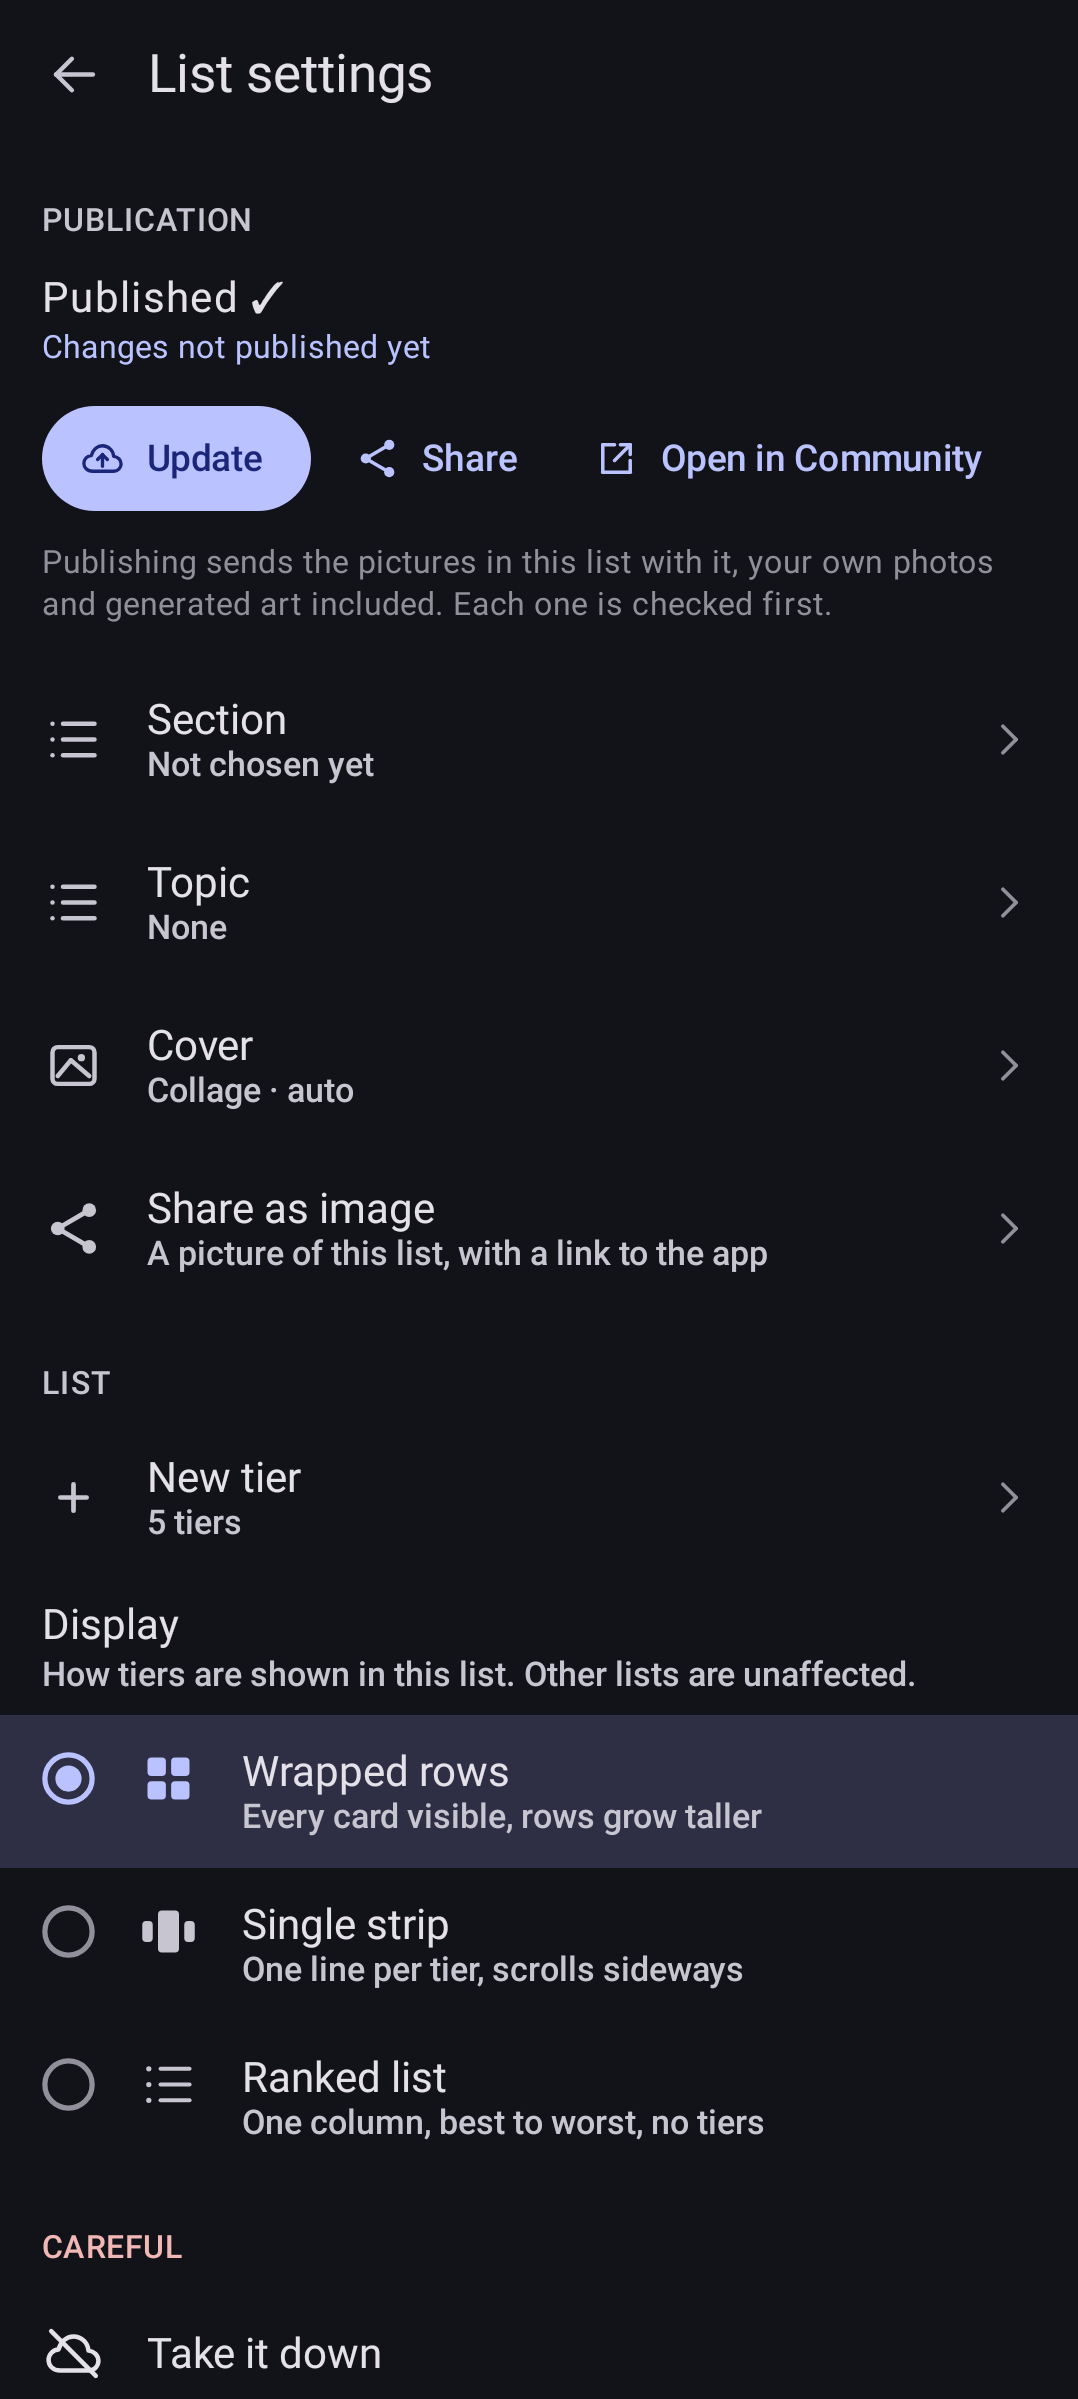 List settings
PUBLICATION
Published ✓
Changes not published yet
Update
Share
Open in Community
Publishing sends the pictures in this list with it, your own photos
and generated art included. Each one is checked first.
Section
Not chosen yet
Topic
None
Cover
Collage · auto
Share as image
A picture of this list, with a link to the app
LIST
New tier
5 tiers
Display
How tiers are shown in this list. Other lists are unaffected.
Wrapped rows
Every card visible, rows grow taller
Single strip
One line per tier, scrolls sideways
Ranked list
One column, best to worst, no tiers
CAREFUL
Take it down